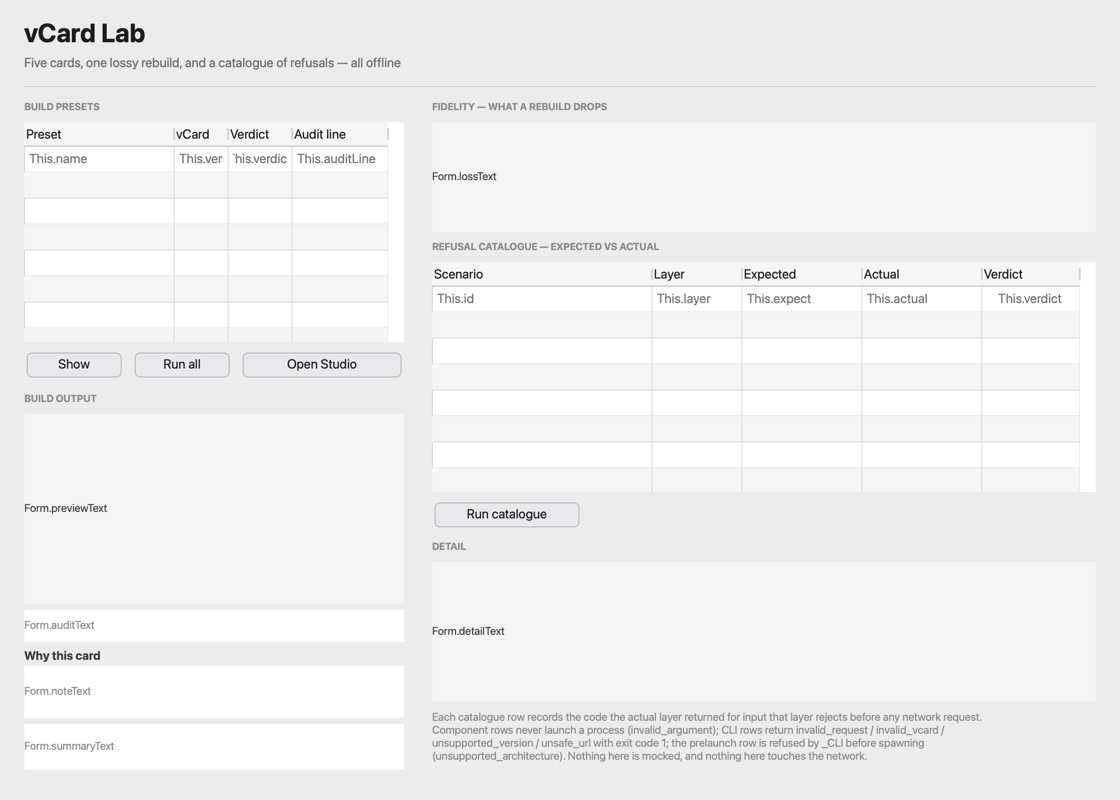 vCard Lab
Five cards, one lossy rebuild, and a catalogue of refusals — all offline
BUILD PRESETS
Preset vCard Verdict Audit line
This.name This.ver his.verdic This.auditLine
Show Run all Open Studio
BUILD OUTPUT
Form.previewText
Form.auditText
Why this card
Form.noteText
Form.summaryText
FIDELITY — WHAT A REBUILD DROPS
Form.lossText
REFUSAL CATALOGUE — EXPECTED VS ACTUAL
Scenario Layer Expected Actual Verdict
This.id This.layer This.expect This.actual This.verdict
Run catalogue
DETAIL
Form.detailText
Each catalogue row records the code the actual layer returned for input that layer rejects before any network request.
Component rows never launch a process (invalid_argument); CLI rows return invalid_request / invalid_vcard /
unsupported_version / unsafe_url with exit code 1; the prelaunch row is refused by _CLI before spawning
(unsupported_architecture). Nothing here is mocked, and nothing here touches the network.